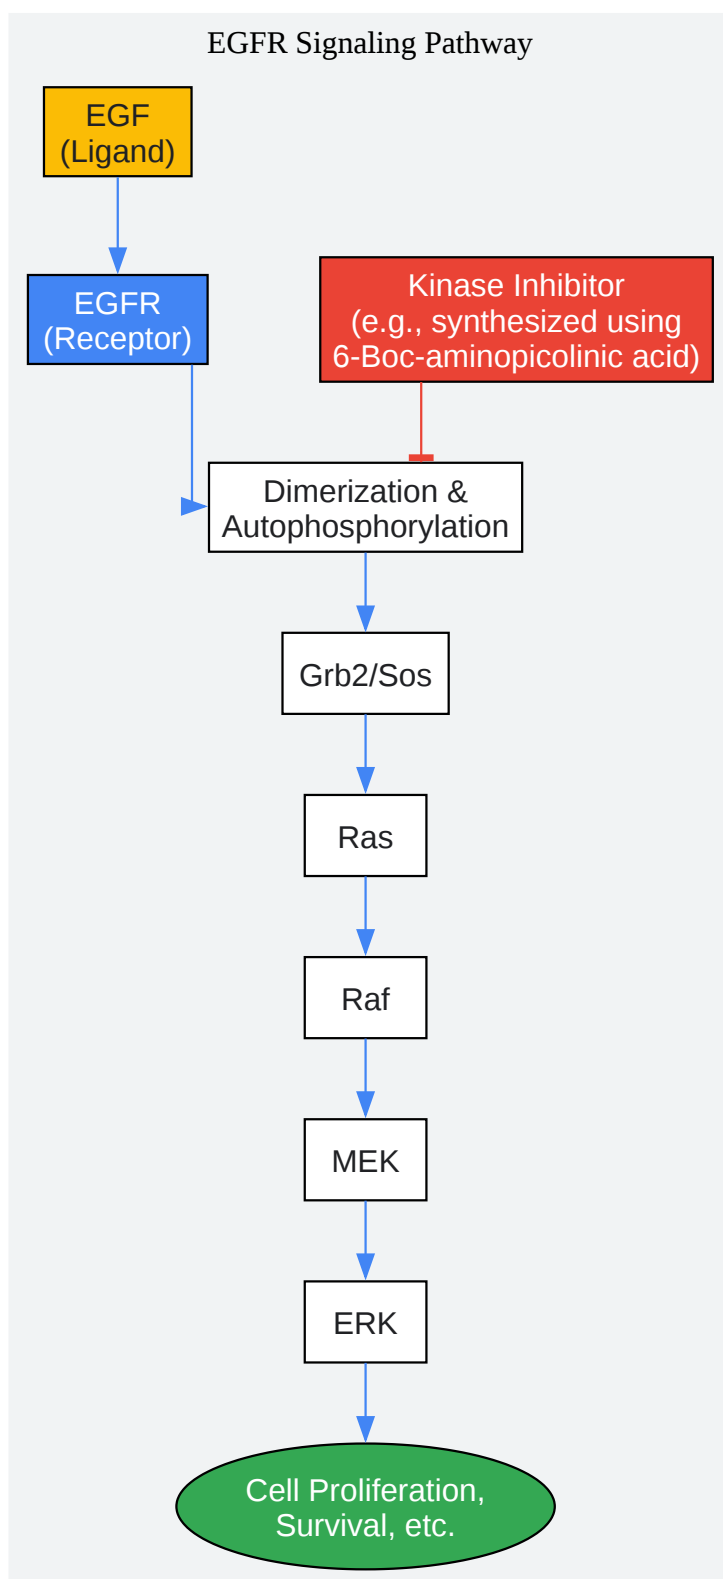 EGFR Signaling Pathway
EGF
(Ligand)
EGFR
(Receptor)
Kinase Inhibitor
(e.g., synthesized using
6-Boc-aminopicolinic acid)
Dimerization &
Autophosphorylation
Grb2/Sos
Ras
Raf
MEK
ERK
Cell Proliferation,
Survival, etc.